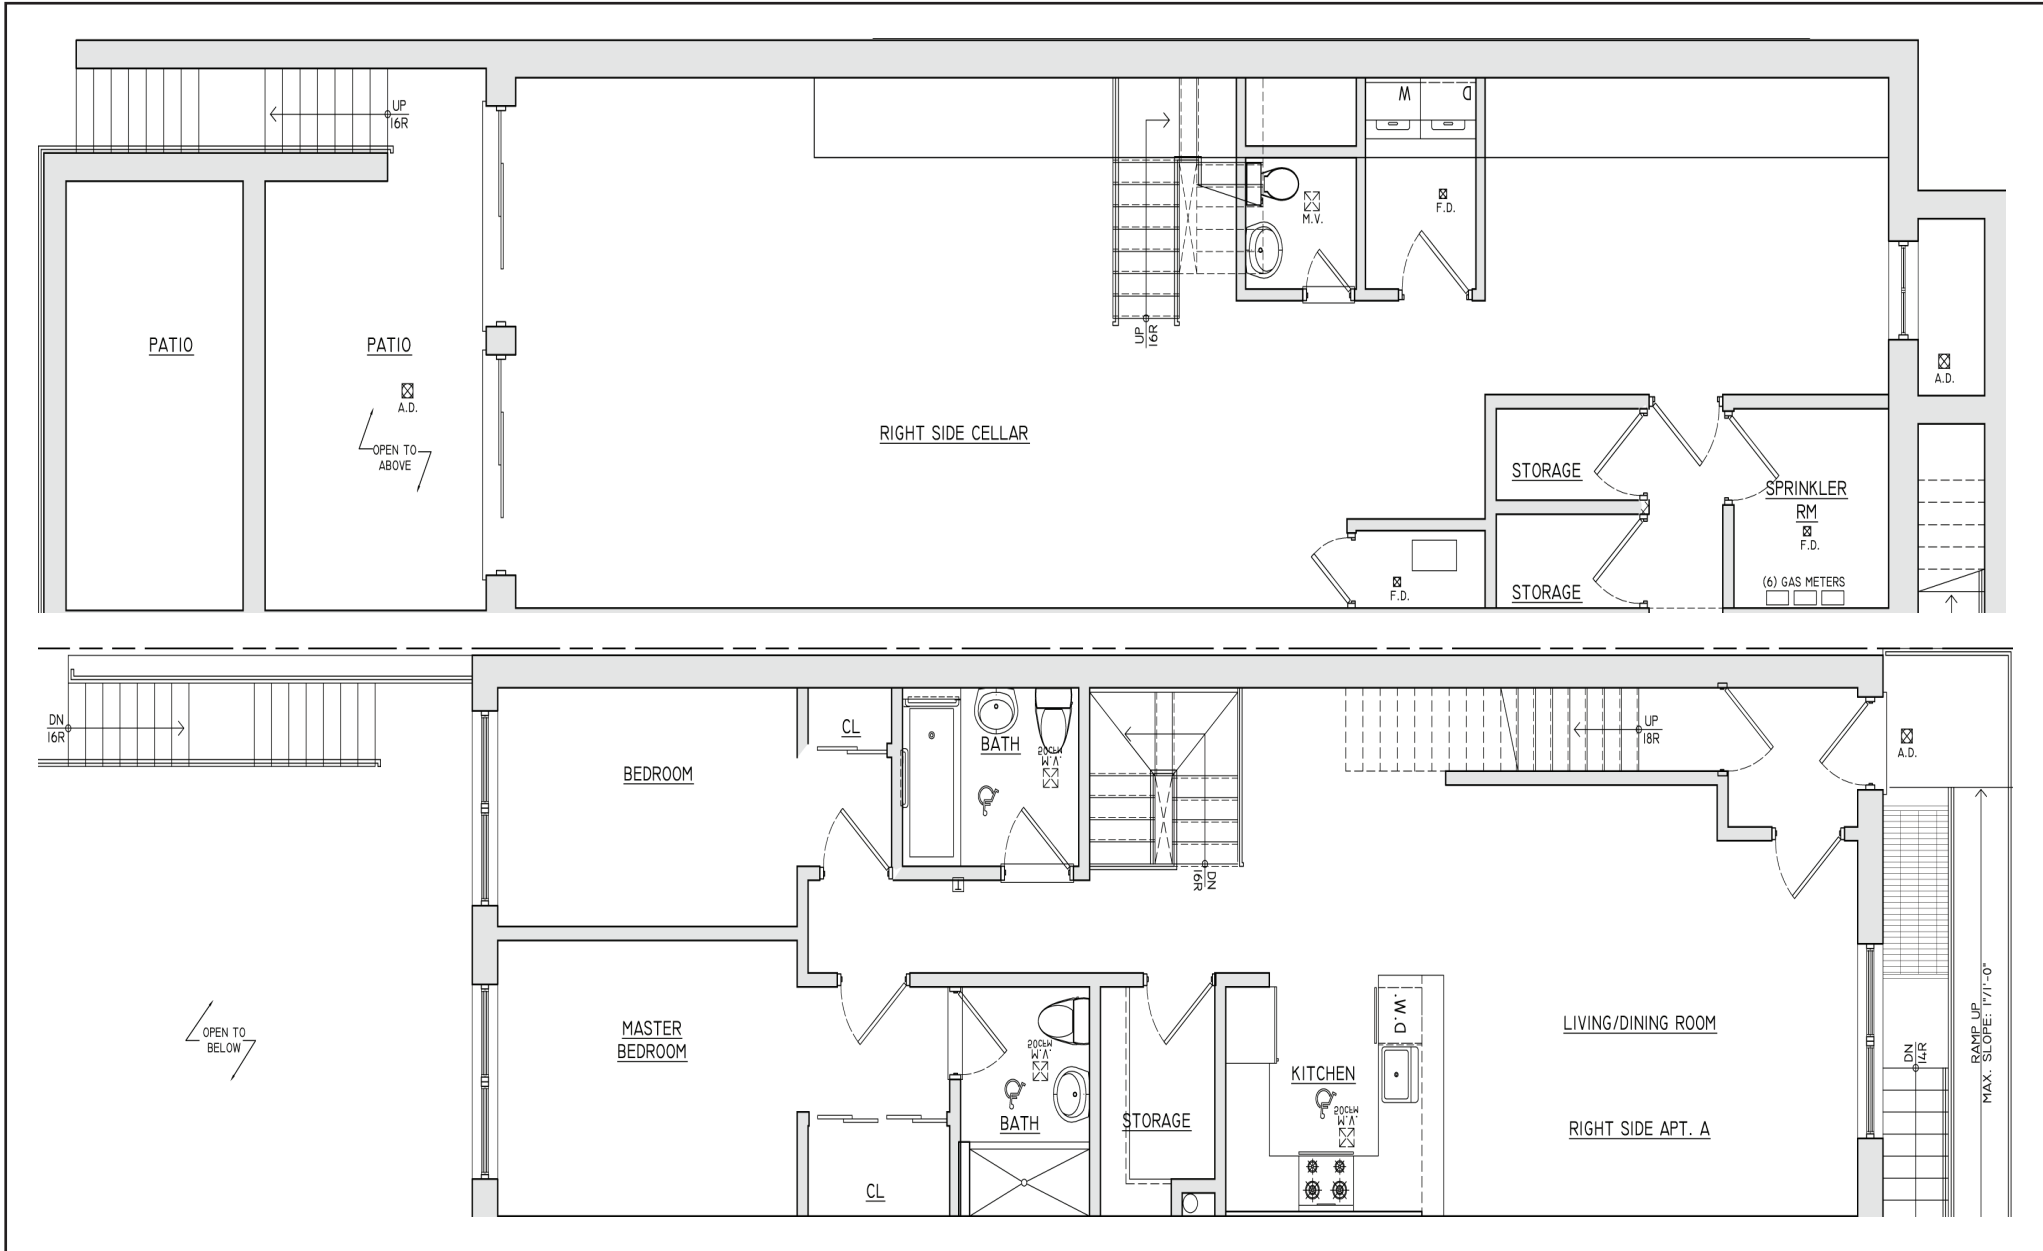 UP
16R
W
D
M.V.
F.D.
PATIO
PATIO
A.D.
OPEN TO
ABOVE
UP
16R
A.D.
RIGHT SIDE CELLAR
STORAGE
SPRINKLER
RM
F.D.
(6) GAS METERS
F.D.
STORAGE
DN
16R
CL
BATH
50CFM
M.V.
BEDROOM
UP
18R
A.D.
DN
16R
1
OPEN TO
BELOW
MASTER
BEDROOM
50CFM
M.V.
BATH
CL
STORAGE
D.W.
KITCHEN
50CFM
M.V.
LIVING/DINING ROOM
RIGHT SIDE APT. A
DN
14R
RAMP UP
MAX. SLOPE: 1"/1'-0"